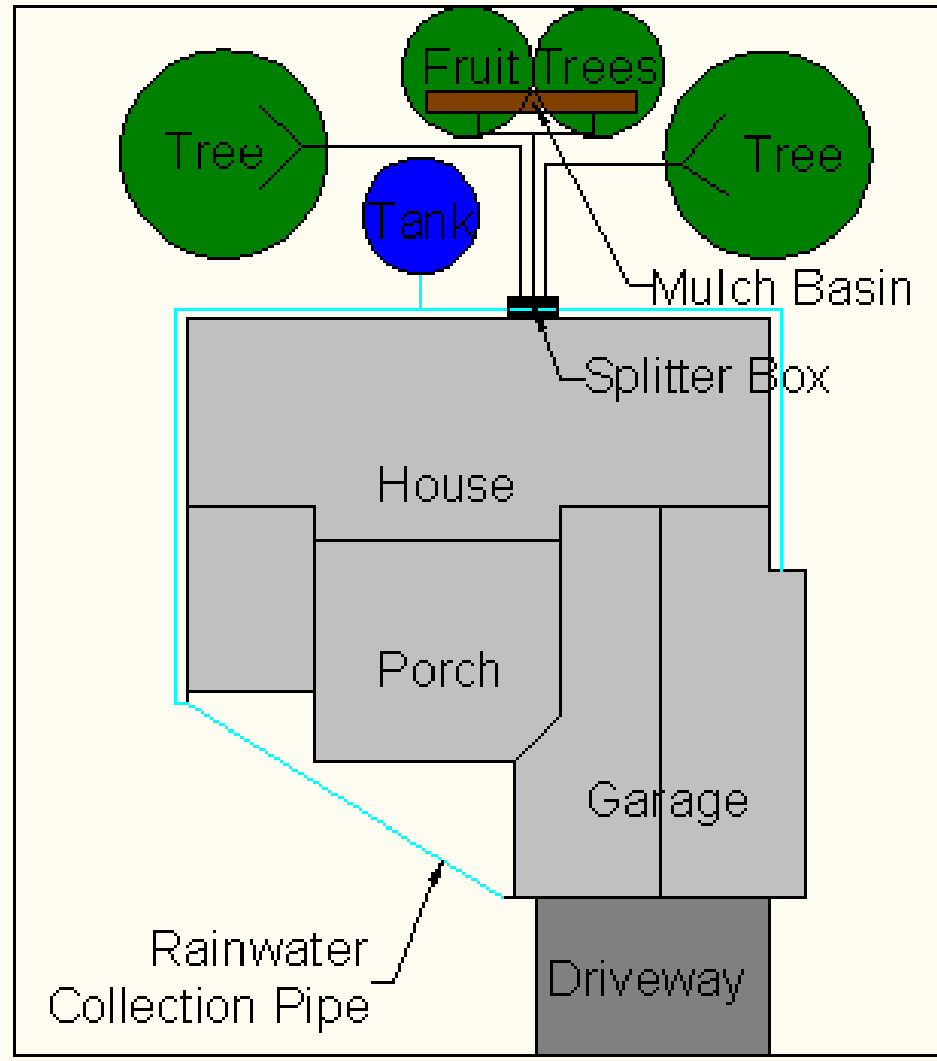 Fruit Trees
Tree
Tree
Tank
Mulch Basin
Splitter Box
House
Porch
Garage
Rainwater
Collection Pipe
Driveway